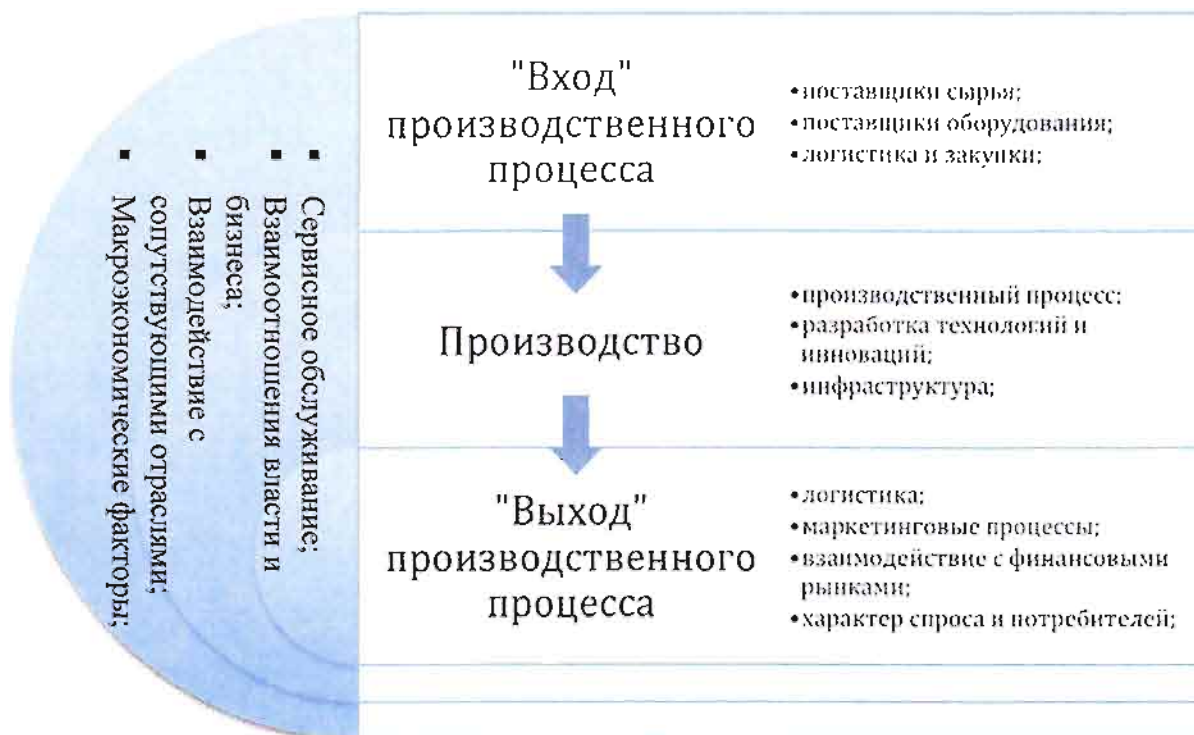 ▪ Сервисное обслуживание;
▪ Взаимоотношения власти и
бизнеса;
▪ Взаимодействие с
сопутствующими отраслями;
▪ Макроэкономические факторы;
"Вход"
производственного
процесса
•поставщики сырья;
•поставщики оборудования;
•логистика и закупки;
Производство
•производственный процесс;
•разработка технологий и
инноваций;
•инфраструктура;
"Выход"
производственного
процесса
•логистика;
•маркетинговые процессы;
•взаимодействие с финансовыми
рынками;
•характер спроса и потребителей;